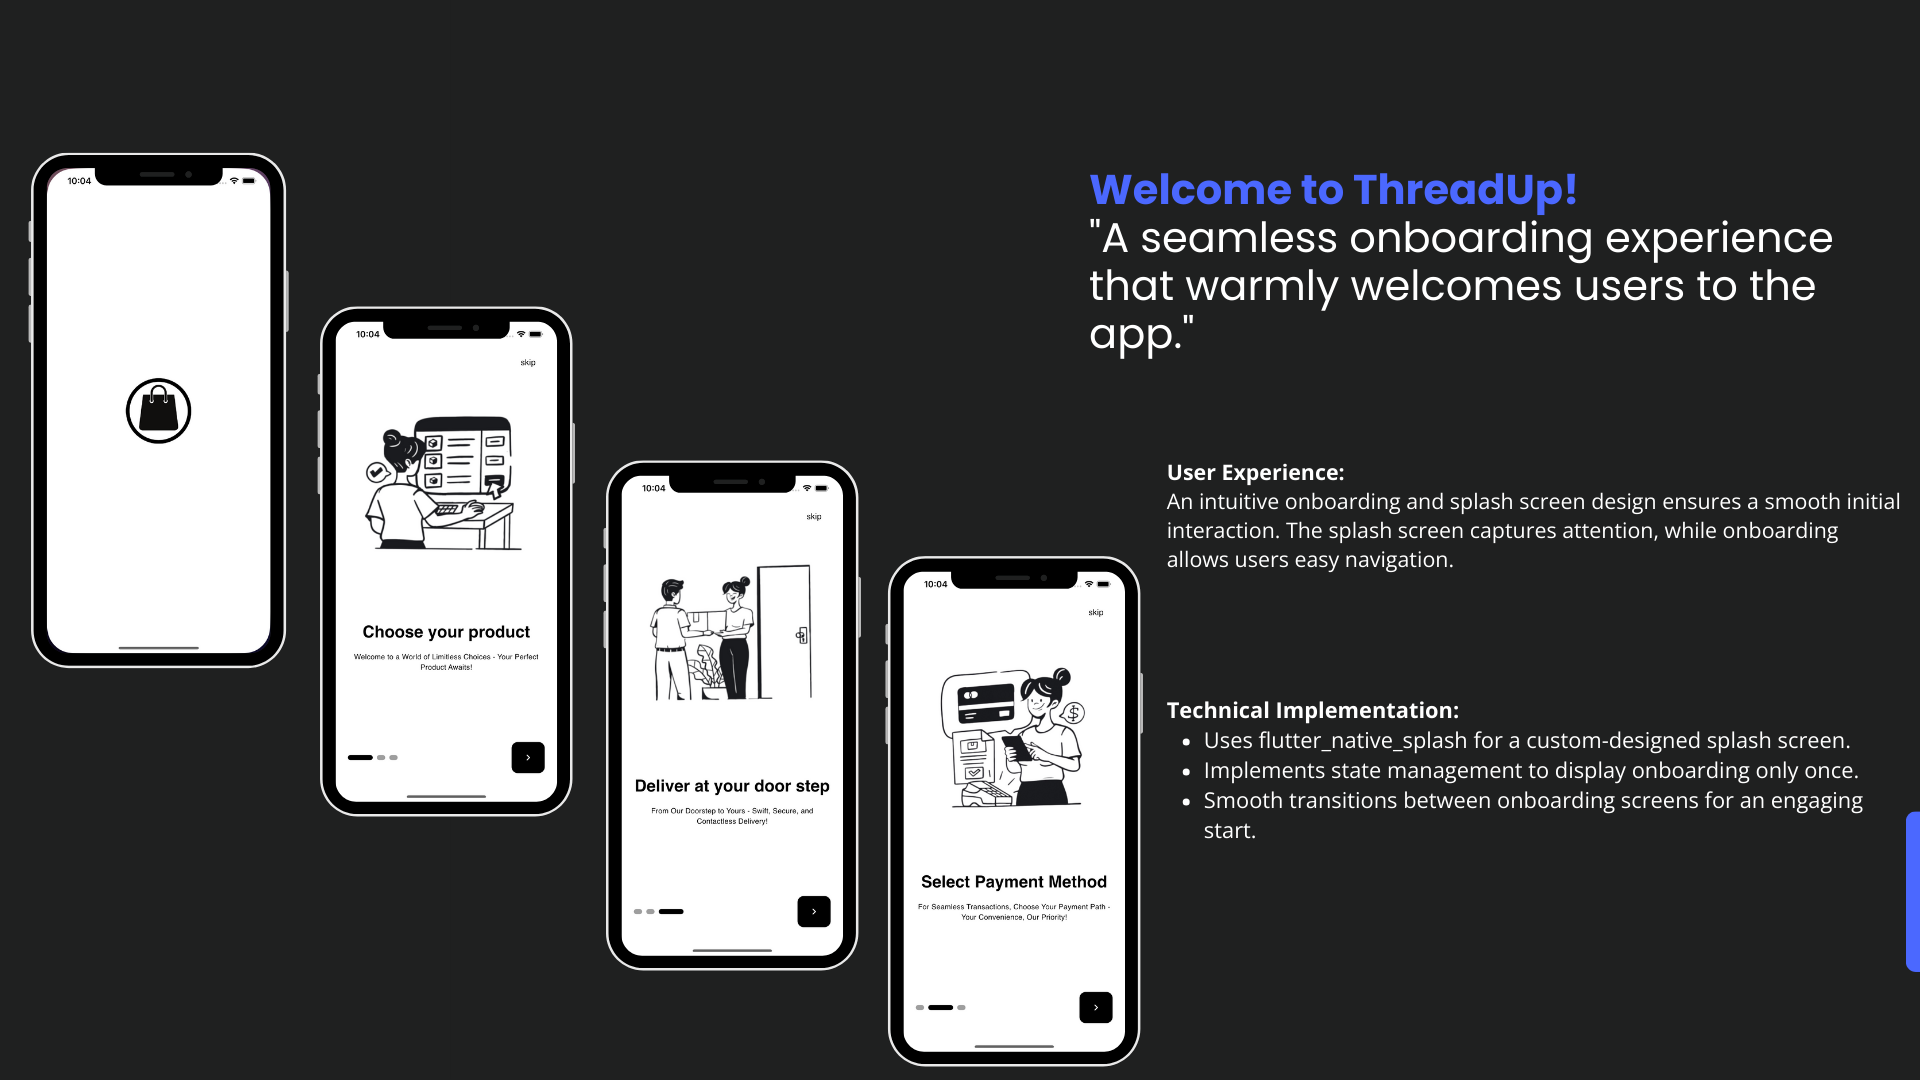 10:04
10:04
skip
Choose your product
Welcome to a World of Limitless Choices - Your Perfect
Product Awaits!
10:04
skip
Deliver at your door step
From Our Doorstep to Yours - Swift, Secure, and
Contactless Delivery!
10:04
skip
$
Select Payment Method
For Seamless Transactions, Choose Your Payment Path -
Your Convenience, Our Priority!
Welcome to ThreadUp!
"A seamless onboarding experience
that warmly welcomes users to the
app."
User Experience:
An intuitive onboarding and splash screen design ensures a smooth initial
interaction. The splash screen captures attention, while onboarding
allows users easy navigation.
Technical Implementation:
• Uses flutter_native_splash for a custom-designed splash screen.
• Implements state management to display onboarding only once.
• Smooth transitions between onboarding screens for an engaging
start.